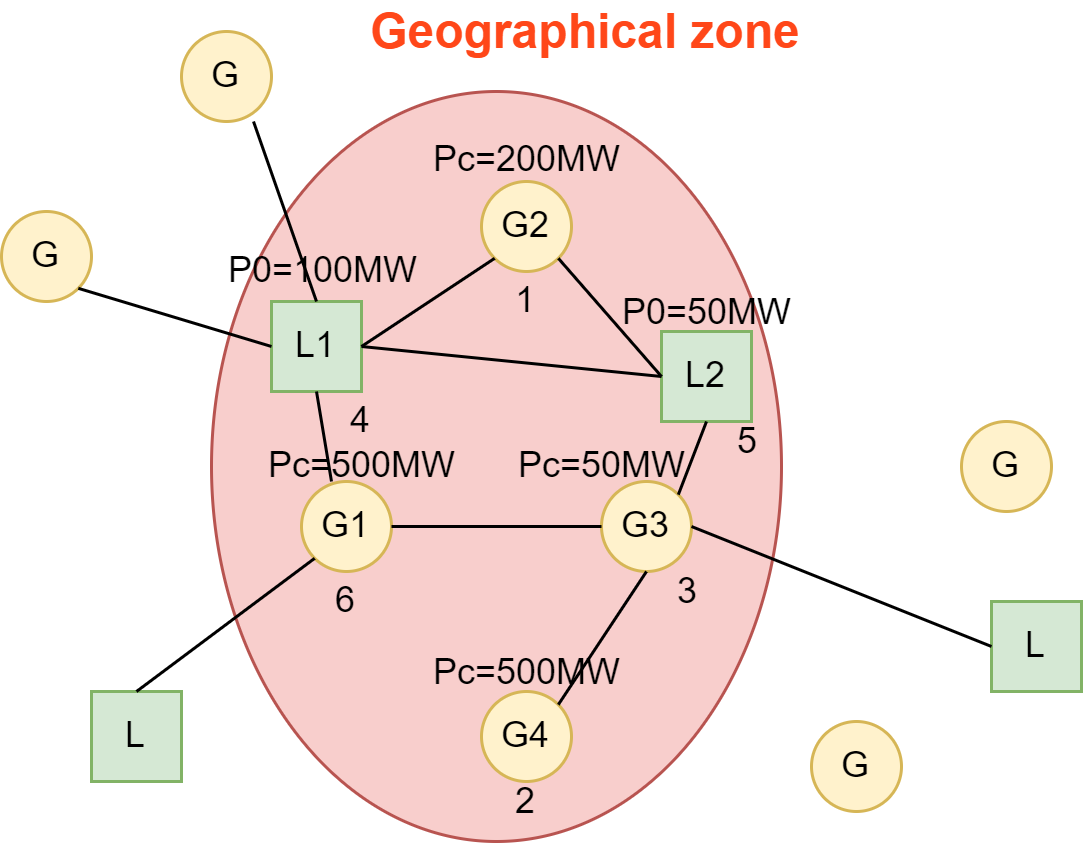 Geographical zone
G
Pc=200MW
G2
G
P0=100MW
1
P0=50MW
L1
L2
4
5
Pc=500MW
Pc=50MW
G
G1
G3
6
3
L
Pc=500MW
L
G4
G
2